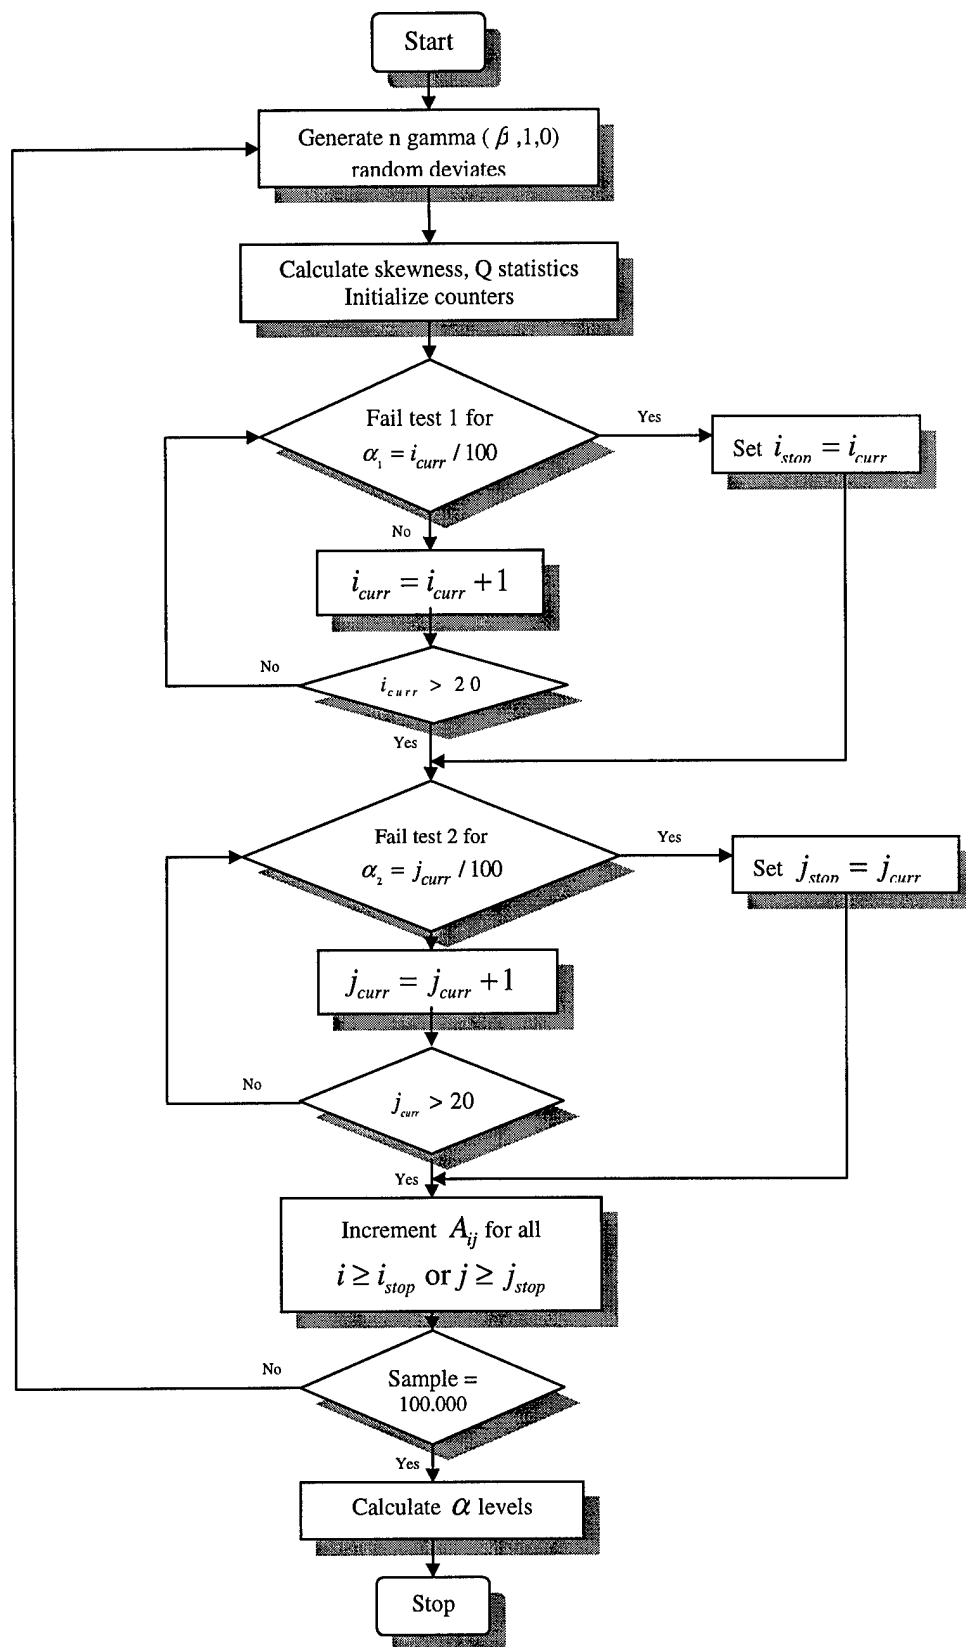 Start
Generate n gamma (β,1,0)
random deviates
Calculate skewness, Q statistics
Initialize counters
Fail test 1 for
α₁ = i_curr / 100
Yes
Set i_stop = i_curr
No
i_curr = i_curr + 1
No
i_curr > 20
Yes
Fail test 2 for
α₂ = j_curr / 100
Yes
Set j_stop = j_curr
j_curr = j_curr + 1
No
j_curr > 20
Yes
Increment A_ij for all
i ≥ i_stop or j ≥ j_stop
No
Sample =
100.000
Yes
Calculate α levels
Stop